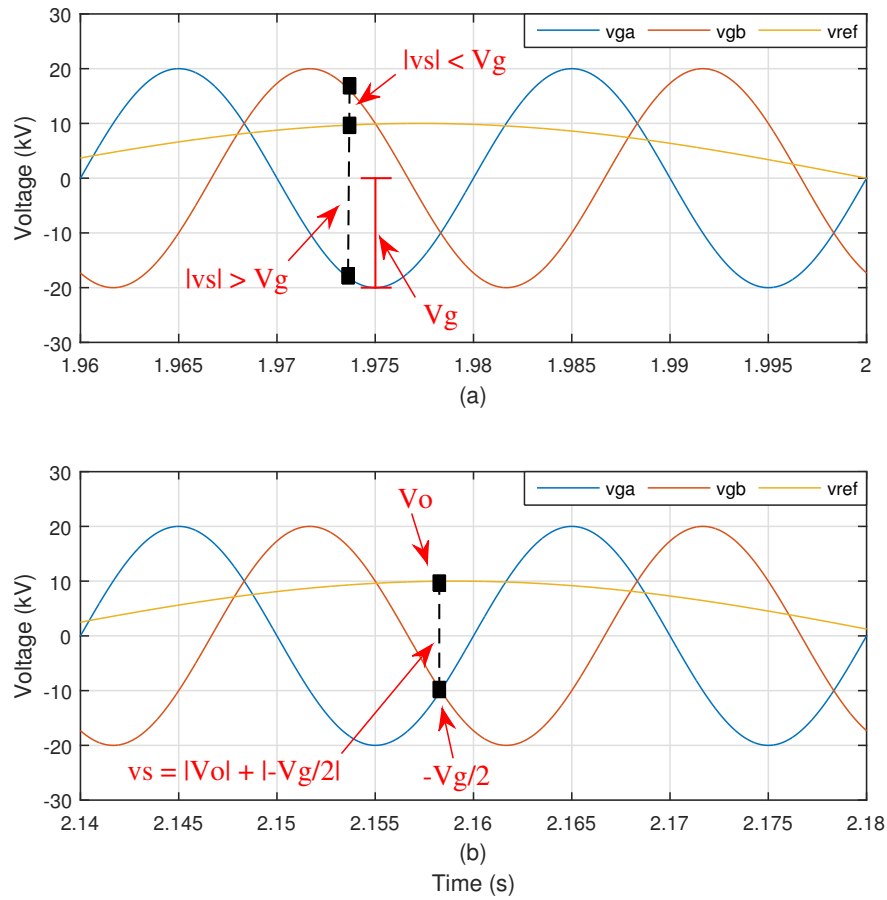 vga vgb vref
30
20
10
0
-10
-20
-30
Voltage (kV)
|vs| < Vg
|vs| > Vg
Vg
1.96 1.965 1.97 1.975 1.98 1.985 1.99 1.995 2
(a)
vga vgb vref
30
20
10
0
-10
-20
-30
Voltage (kV)
Vo
vs = |Vo| + |-Vg/2|
-Vg/2
2.14 2.145 2.15 2.155 2.16 2.165 2.17 2.175 2.18
(b)
Time (s)